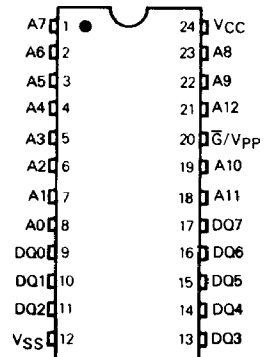 A7 1 24 VCC
A6 2 23 A8
A5 3 22 A9
A4 4 21 A12
A3 5 20 G̅/VPP
A2 6 19 A10
A1 7 18 A11
A0 8 17 DQ7
DQ0 9 16 DQ6
DQ1 10 15 DQ5
DQ2 11 14 DQ4
VSS 12 13 DQ3